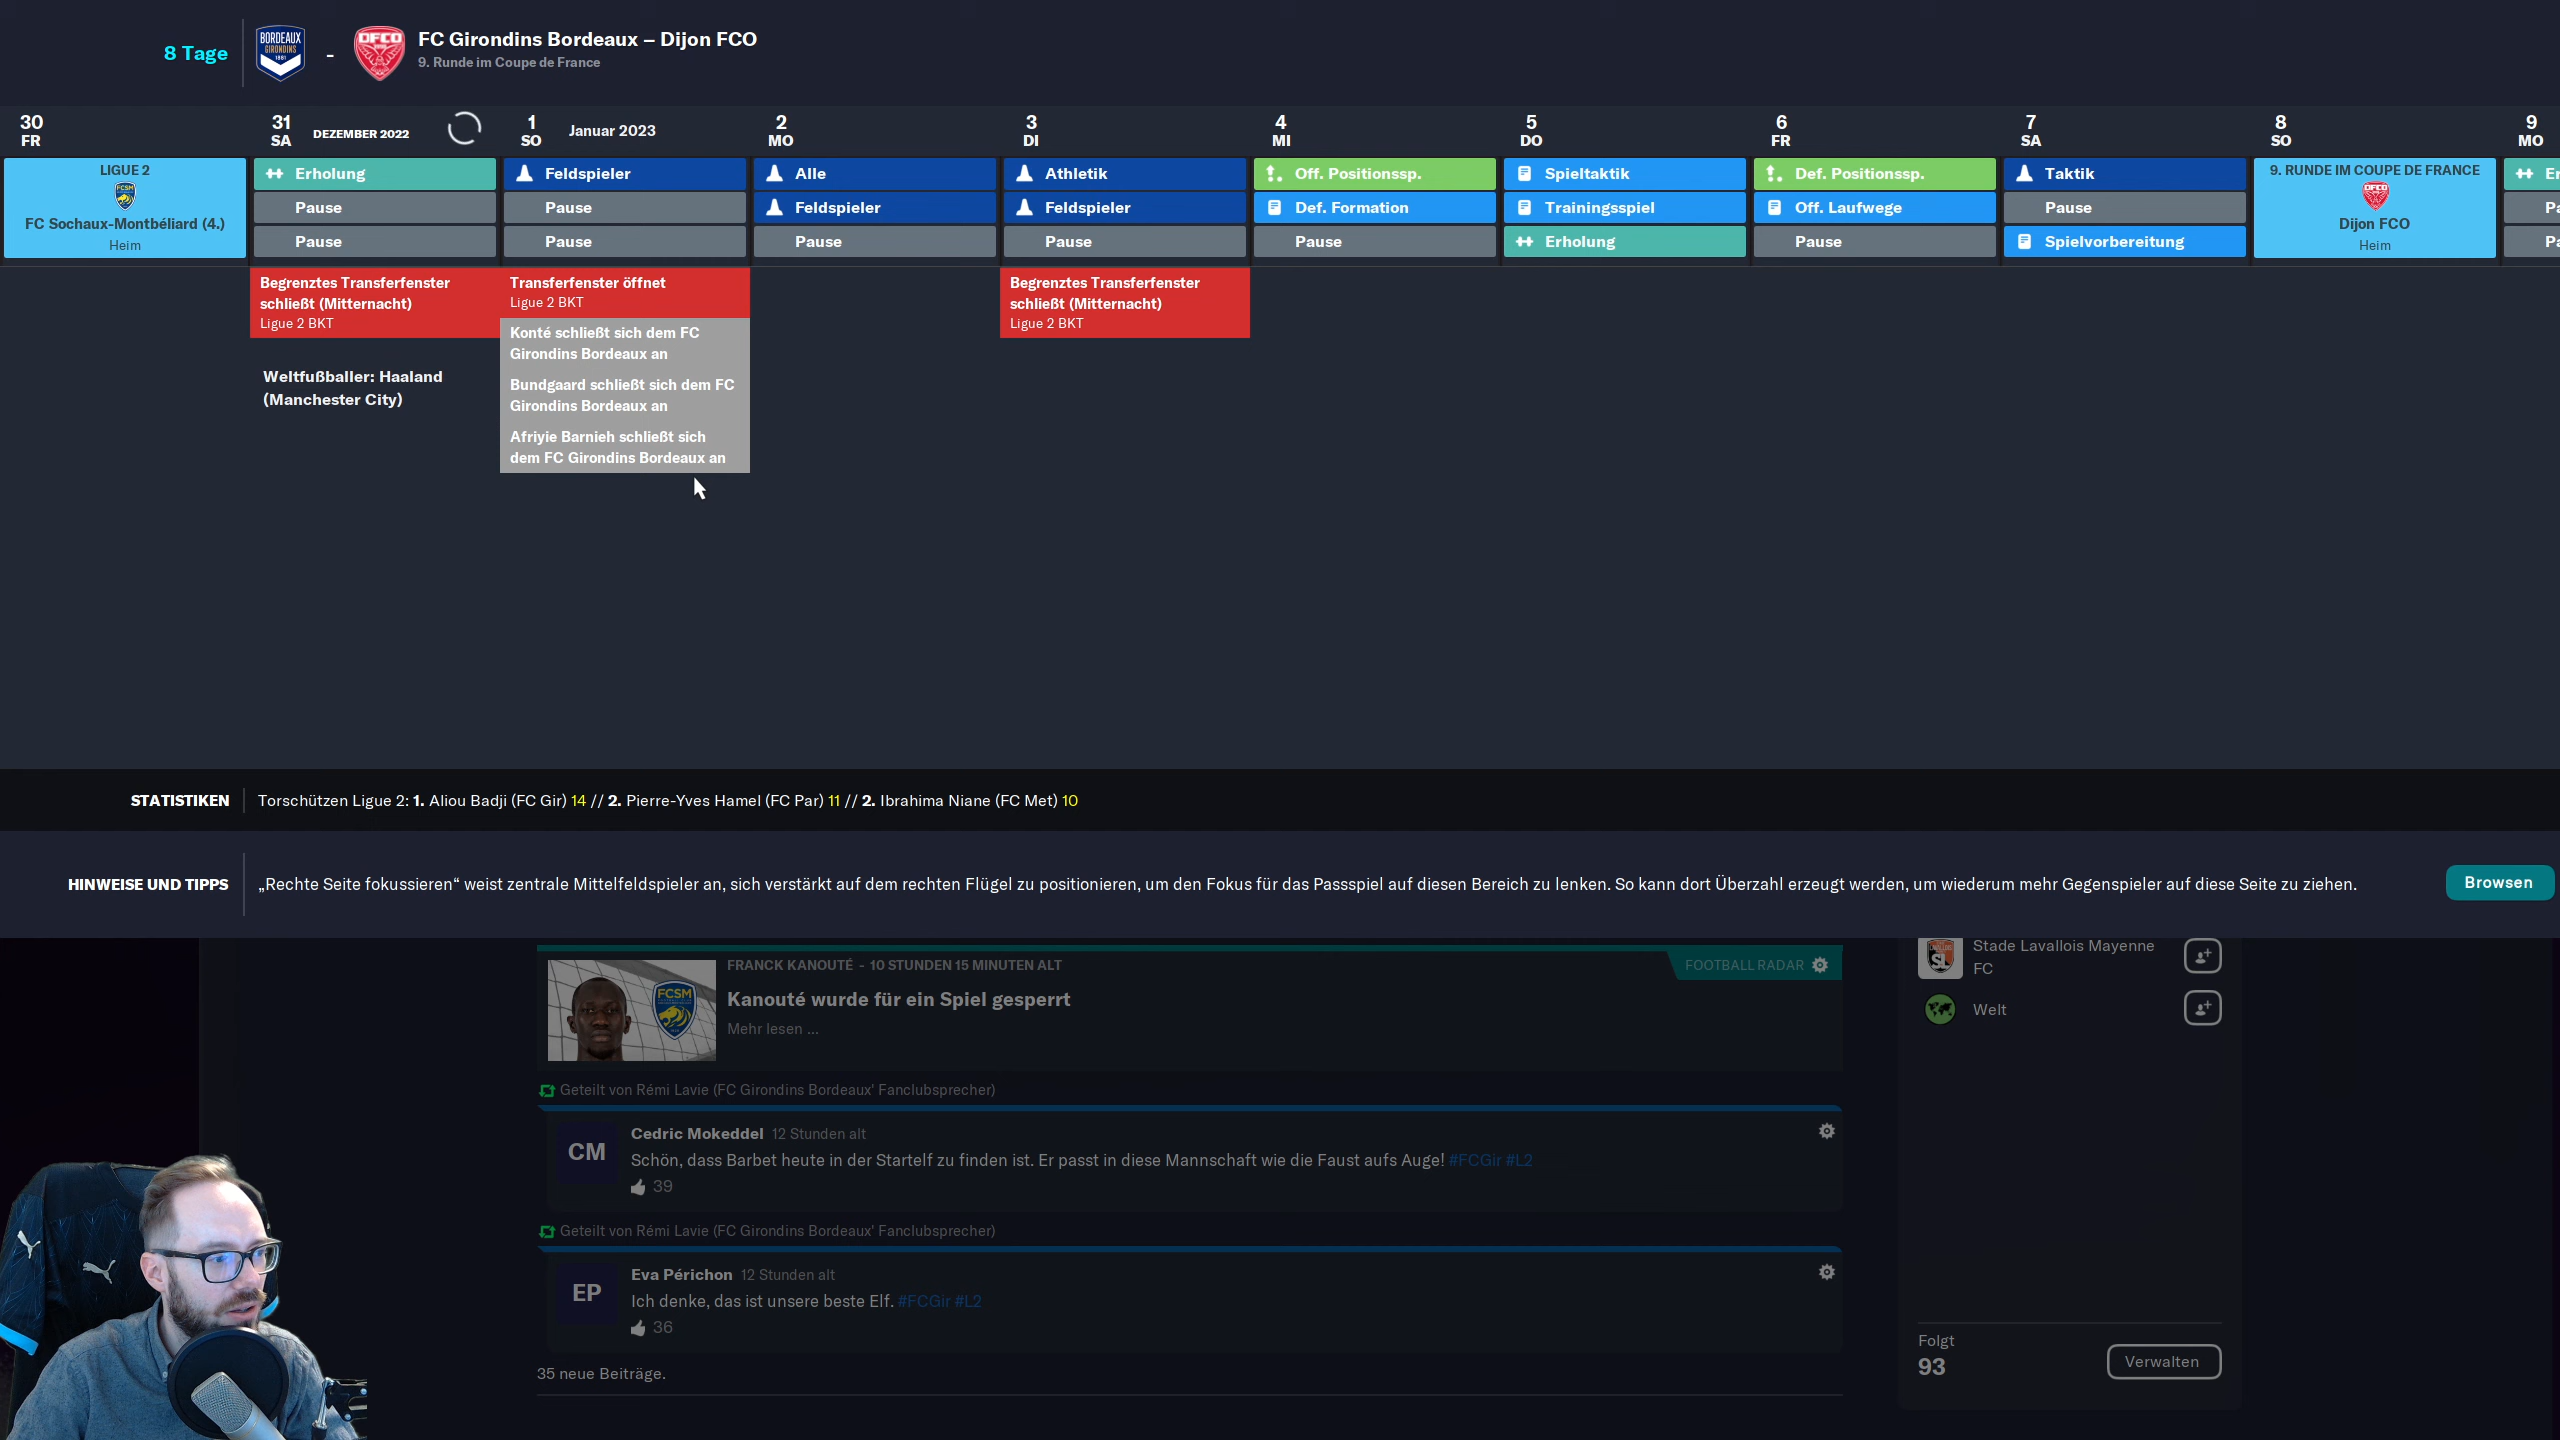 8 Tage
BORDEAUX
GIRONDINS
1881
-
DFCO
FC Girondins Bordeaux – Dijon FCO
9. Runde im Coupe de France
30
FR
31
SA
DEZEMBER 2022
1
SO
Januar 2023
2
MO
3
DI
4
MI
5
DO
6
FR
7
SA
8
SO
9
MO
LIGUE 2
FC Sochaux-Montbéliard (4.)
Heim
Erholung
Pause
Pause
Feldspieler
Pause
Pause
Alle
Feldspieler
Pause
Athletik
Feldspieler
Pause
Off. Positionssp.
Def. Formation
Pause
Spieltaktik
Trainingsspiel
Erholung
Def. Positionssp.
Off. Laufwege
Pause
Taktik
Pause
Spielvorbereitung
9. RUNDE IM COUPE DE FRANCE
Dijon FCO
Heim
Er
Pa
Pa
Begrenztes Transferfenster
schließt (Mitternacht)
Ligue 2 BKT
Weltfußballer: Haaland
(Manchester City)
Transferfenster öffnet
Ligue 2 BKT
Konté schließt sich dem FC
Girondins Bordeaux an
Bundgaard schließt sich dem FC
Girondins Bordeaux an
Afriyie Barnieh schließt sich
dem FC Girondins Bordeaux an
Begrenztes Transferfenster
schließt (Mitternacht)
Ligue 2 BKT
STATISTIKEN
Torschützen Ligue 2: 1. Aliou Badji (FC Gir) 14 // 2. Pierre-Yves Hamel (FC Par) 11 // 2. Ibrahima Niane (FC Met) 10
HINWEISE UND TIPPS
„Rechte Seite fokussieren“ weist zentrale Mittelfeldspieler an, sich verstärkt auf dem rechten Flügel zu positionieren, um den Fokus für das Passspiel auf diesen Bereich zu lenken. So kann dort Überzahl erzeugt werden, um wiederum mehr Gegenspieler auf diese Seite zu ziehen.
Browsen
FCSM
FRANCK KANOUTÉ - 10 STUNDEN 15 MINUTEN ALT
FOOTBALL RADAR
Kanouté wurde für ein Spiel gesperrt
Mehr lesen ...
Geteilt von Rémi Lavie (FC Girondins Bordeaux' Fanclubsprecher)
CM
Cedric Mokeddel 12 Stunden alt
Schön, dass Barbet heute in der Startelf zu finden ist. Er passt in diese Mannschaft wie die Faust aufs Auge! #FCGir #L2
39
Geteilt von Rémi Lavie (FC Girondins Bordeaux' Fanclubsprecher)
EP
Eva Périchon 12 Stunden alt
Ich denke, das ist unsere beste Elf. #FCGir #L2
36
35 neue Beiträge.
Stade Lavallois Mayenne
FC
Welt
Folgt
93
Verwalten